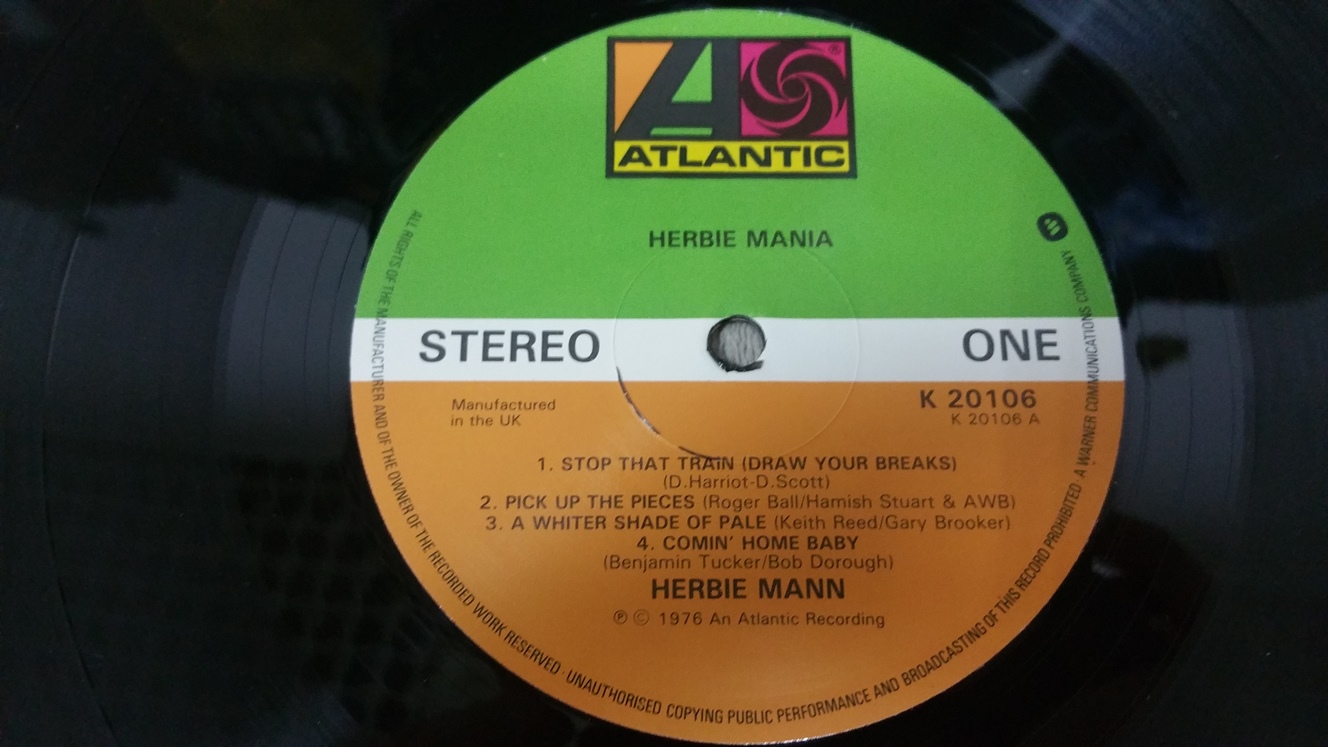 A
®
ATLANTIC
HERBIE MANIA
STEREO
ONE
Manufactured
in the UK
K 20106
K 20106 A
1. STOP THAT TRAIN (DRAW YOUR BREAKS)
(D.Harriot-D.Scott)
2. PICK UP THE PIECES (Roger Ball/Hamish Stuart & AWB)
3. A WHITER SHADE OF PALE (Keith Reed/Gary Brooker)
4. COMIN' HOME BABY
(Benjamin Tucker/Bob Dorough)
HERBIE MANN
℗ © 1976 An Atlantic Recording
ALL RIGHTS OF THE MANUFACTURER AND OF THE OWNER OF THE RECORDED WORK RESERVED · UNAUTHORISED COPYING PUBLIC PERFORMANCE AND BROADCASTING OF THIS RECORD PROHIBITED A WARNER COMMUNICATIONS COMPANY